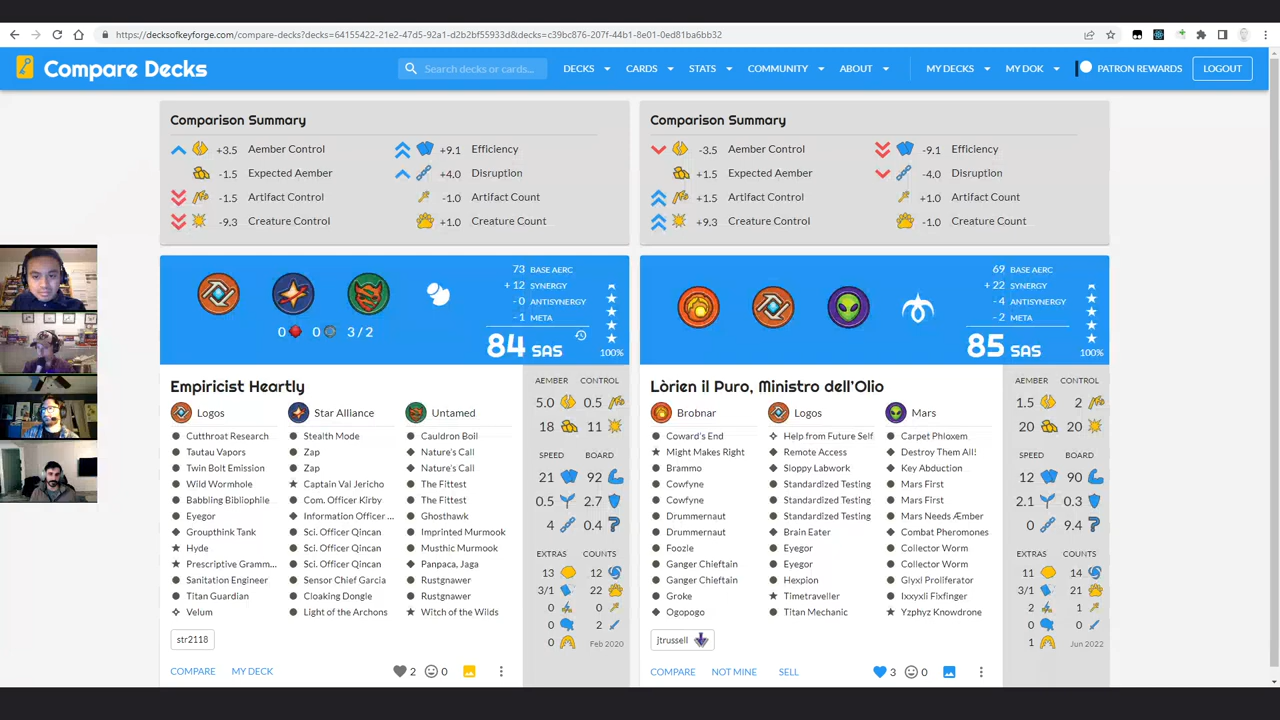 https://decksofkeyforge.com/compare-decks?decks=64155422-21e2-47d5-92a1-d2b2bf55933d&decks=c39bc876-207f-44b1-8e01-0ed81ba6bb32
Compare Decks
Search decks or cards...
DECKS
CARDS
STATS
COMMUNITY
ABOUT
MY DECKS
MY DOK
PATRON REWARDS
LOGOUT
Comparison Summary
+3.5 Aember Control
+9.1 Efficiency
-1.5 Expected Aember
+4.0 Disruption
-1.5 Artifact Control
-1.0 Artifact Count
-9.3 Creature Control
+1.0 Creature Count
Comparison Summary
-3.5 Aember Control
-9.1 Efficiency
+1.5 Expected Aember
-4.0 Disruption
+1.5 Artifact Control
+1.0 Artifact Count
+9.3 Creature Control
-1.0 Creature Count
0 0 3 / 2
73 BASE AERC
+ 12 SYNERGY
- 0 ANTISYNERGY
- 1 META
84 SAS
100%
Empiricist Heartly
Logos
Cutthroat Research
Tautau Vapors
Twin Bolt Emission
Wild Wormhole
Babbling Bibliophile
Eyegor
Groupthink Tank
Hyde
Prescriptive Gramm...
Sanitation Engineer
Titan Guardian
Velum
Star Alliance
Stealth Mode
Zap
Zap
Captain Val Jericho
Com. Officer Kirby
Information Officer ...
Sci. Officer Qincan
Sci. Officer Qincan
Sci. Officer Qincan
Sensor Chief Garcia
Cloaking Dongle
Light of the Archons
Untamed
Cauldron Boil
Nature's Call
Nature's Call
The Fittest
The Fittest
Ghosthawk
Imprinted Murmook
Musthic Murmook
Panpaca, Jaga
Rustgnawer
Rustgnawer
Witch of the Wilds
AEMBER CONTROL
5.0 0.5
18 11
SPEED BOARD
21 92
0.5 2.7
4 0.4
EXTRAS COUNTS
13 12
3/1 22
0 0
0 2
0
Feb 2020
str2118
COMPARE
MY DECK
2
0
69 BASE AERC
+ 22 SYNERGY
- 4 ANTISYNERGY
- 2 META
85 SAS
100%
Lòrien il Puro, Ministro dell'Olio
Brobnar
Coward's End
Might Makes Right
Brammo
Cowfyne
Cowfyne
Drummernaut
Drummernaut
Foozle
Ganger Chieftain
Ganger Chieftain
Groke
Ogopogo
Logos
Help from Future Self
Remote Access
Sloppy Labwork
Standardized Testing
Standardized Testing
Standardized Testing
Brain Eater
Eyegor
Eyegor
Hexpion
Timetraveller
Titan Mechanic
Mars
Carpet Phloxem
Destroy Them All!
Key Abduction
Mars First
Mars First
Mars Needs Æmber
Combat Pheromones
Collector Worm
Collector Worm
Glyxl Proliferator
Ixxyxli Fixfinger
Yzphyz Knowdrone
AEMBER CONTROL
1.5 2
20 20
SPEED BOARD
12 90
2.1 0.3
0 9.4
EXTRAS COUNTS
11 14
3/1 21
2 1
0 0
1
Jun 2022
jtrussell
COMPARE
NOT MINE
SELL
3
0